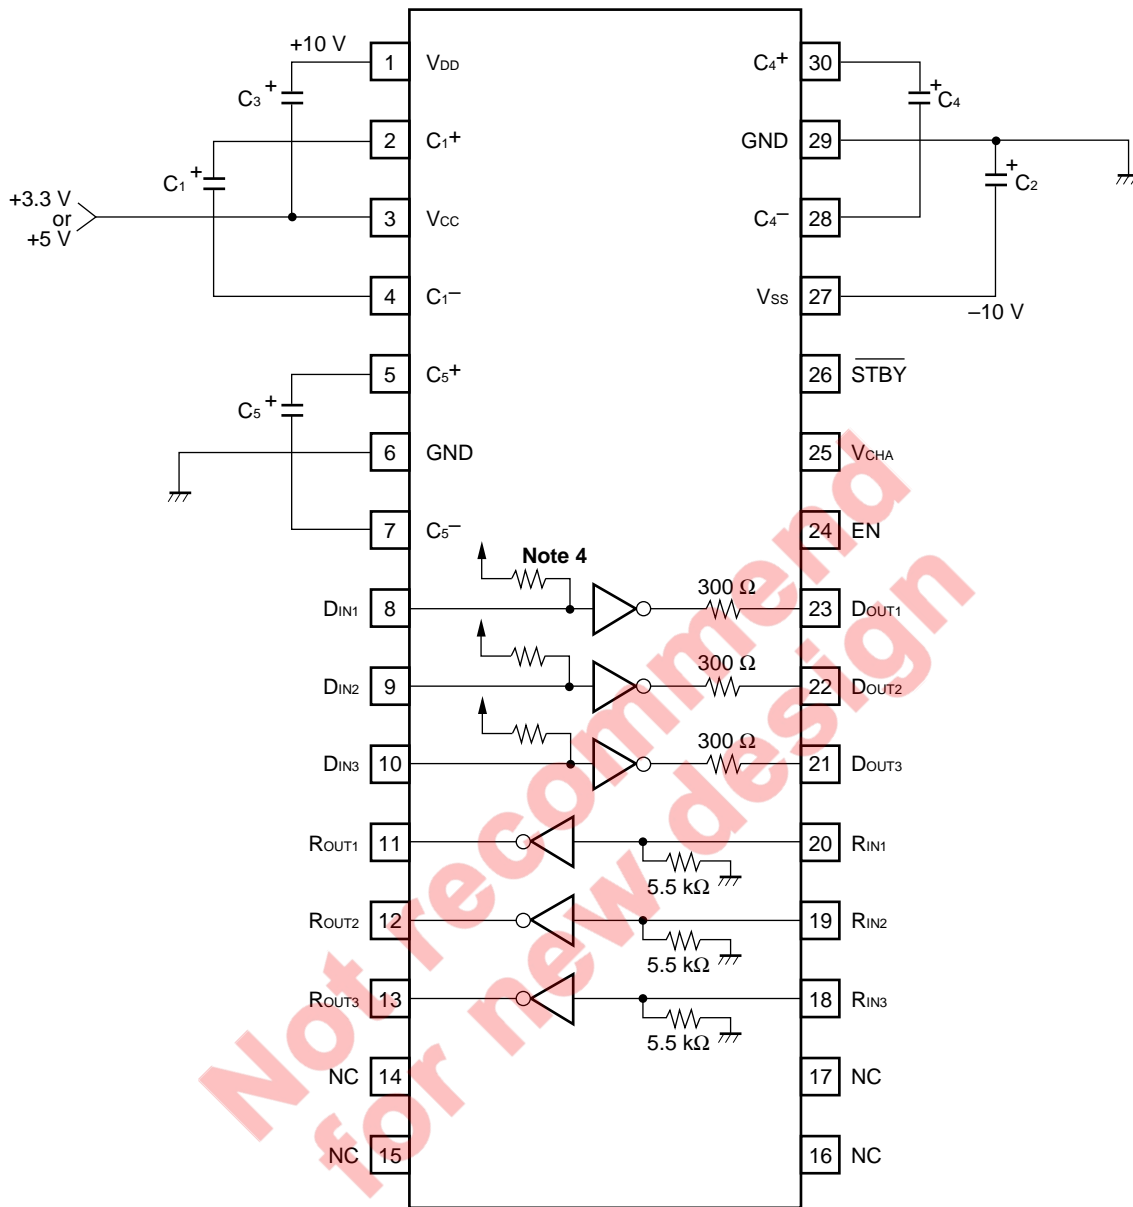 +10 V
1 VDD C4+ 30
C3 +
+ C4
2 C1+ GND 29
C1 +
+ C2
+3.3 V
or
+5 V
3 VCC C4– 28
4 C1– VSS 27
–10 V
5 C5+ STBY 26
C5 +
6 GND 25 VCHA
7 C5– 24 EN
Note 4
300 Ω
DIN1 8 23 DOUT1
300 Ω
DIN2 9 22 DOUT2
300 Ω
DIN3 10 21 DOUT3
ROUT1 11 20 RIN1
5.5 kΩ
ROUT2 12 19 RIN2
5.5 kΩ
ROUT3 13 18 RIN3
5.5 kΩ
NC 14 17 NC
NC 15 16 NC
Not recommend
for new design